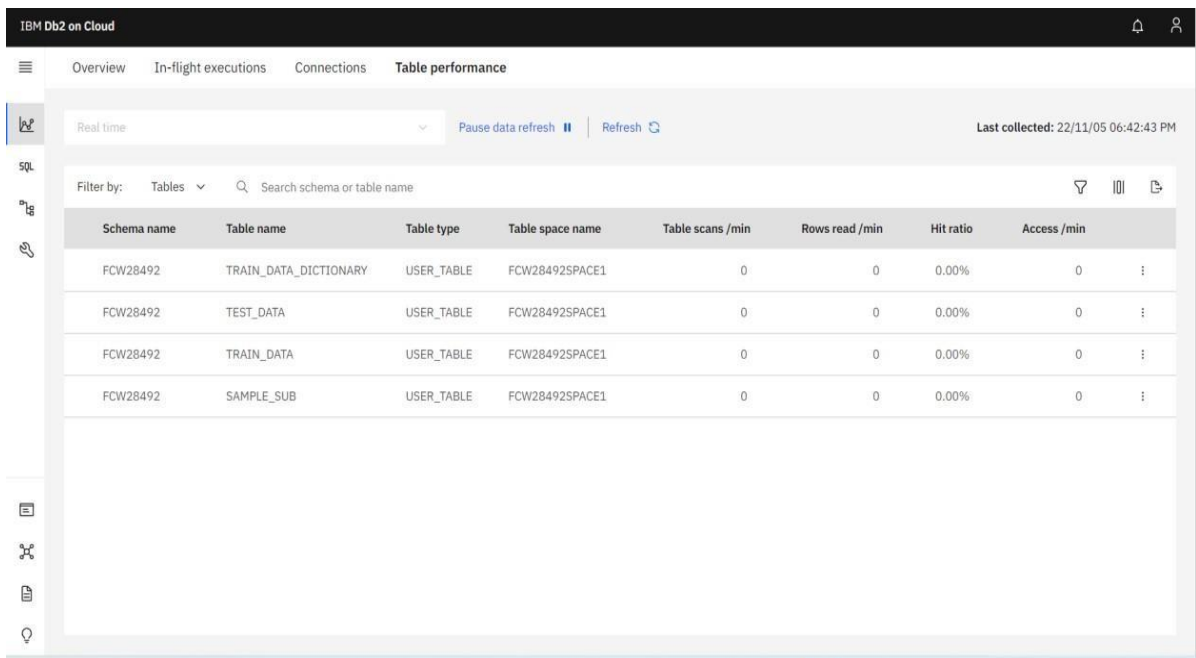 IBM Db2 on Cloud
Overview In-flight executions Connections Table performance
Real time Pause data refresh Refresh Last collected: 22/11/05 06:42:43 PM
SQL
Filter by: Tables Search schema or table name
Schema name Table name Table type Table space name Table scans /min Rows read /min Hit ratio Access /min
FCW28492 TRAIN_DATA_DICTIONARY USER_TABLE FCW28492SPACE1 0 0 0.00% 0
FCW28492 TEST_DATA USER_TABLE FCW28492SPACE1 0 0 0.00% 0
FCW28492 TRAIN_DATA USER_TABLE FCW28492SPACE1 0 0 0.00% 0
FCW28492 SAMPLE_SUB USER_TABLE FCW28492SPACE1 0 0 0.00% 0